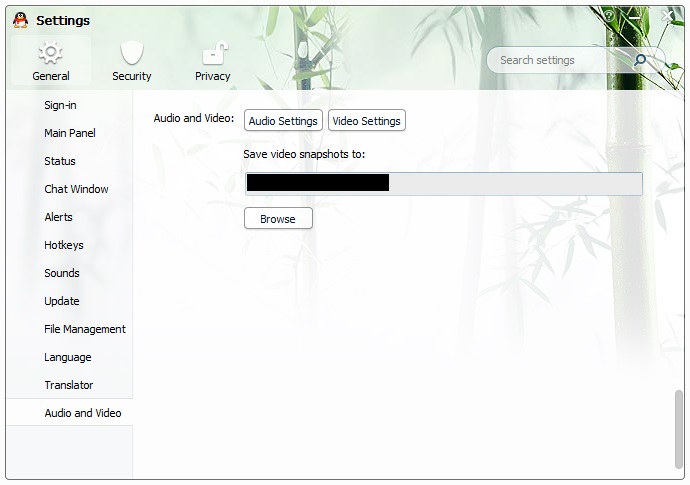 Settings
General
Security
Privacy
Search settings
Sign-in
Main Panel
Status
Chat Window
Alerts
Hotkeys
Sounds
Update
File Management
Language
Translator
Audio and Video
Audio and Video:
Audio Settings
Video Settings
Save video snapshots to:
Browse